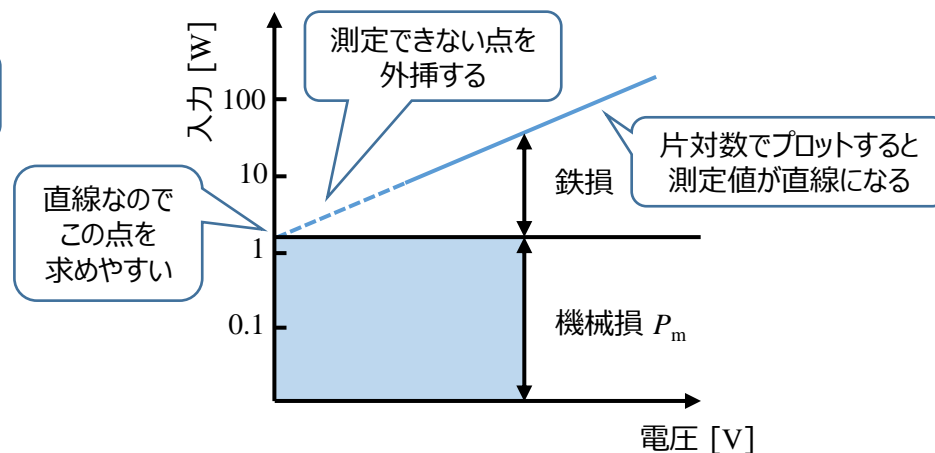 入力 [W]
100
10
1
0.1
測定できない点を
外挿する
直線なので
この点を
求めやすい
片対数でプロットすると
測定値が直線になる
鉄損
機械損 Pm
電圧 [V]